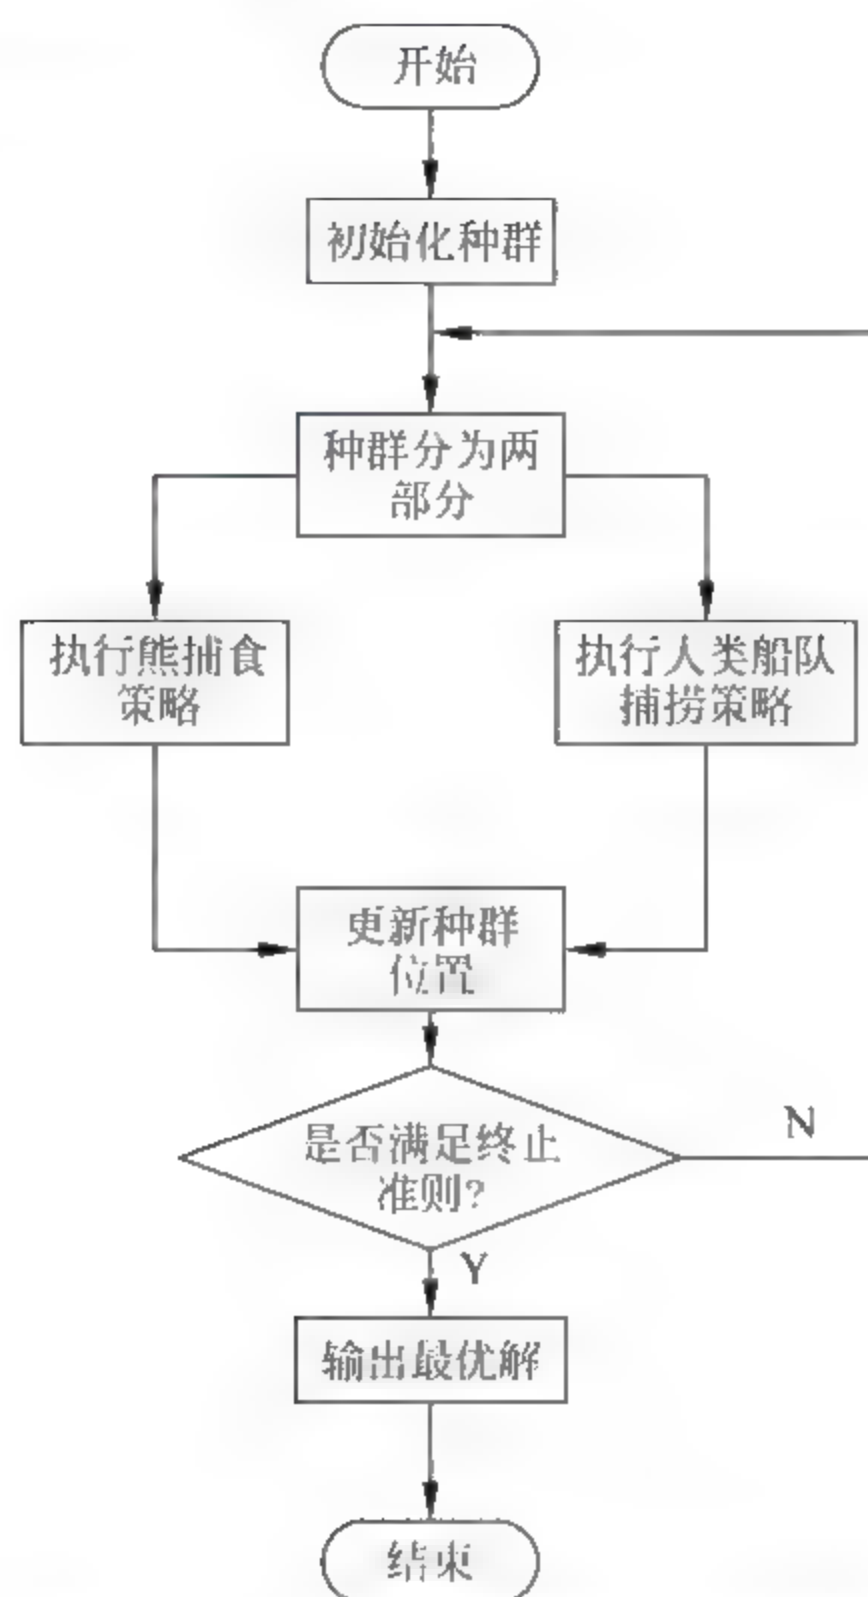 开始
初始化种群
种群分为两
部分
执行熊捕食
策略
执行人类船队
捕捞策略
更新种群
位置
是否满足终止
准则?
N
Y
输出最优解
结束